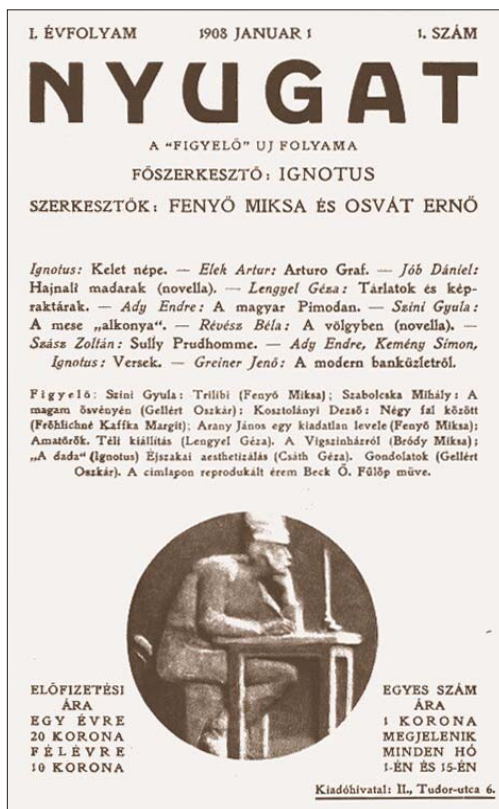 I. ÉVFOLYAM 1908 JANUAR 1 1. SZÁM
NYUGAT
A "FIGYELŐ" UJ FOLYAMA
FŐSZERKESZTŐ: IGNOTUS
SZERKESZTŐK: FENYŐ MIKSA ÉS OSVÁT ERNŐ
Ignotus: Kelet népe. — Elek Artur: Arturo Graf. — Jób Dániel:
Hajnali madarak (novella). — Lengyel Géza: Tárlatok és kép-
raktárak. — Ady Endre: A magyar Pimodan. — Szini Gyula:
A mese „alkonya“. — Révész Béla: A völgyben (novella). —
Szász Zoltán: Sully Prudhomme. — Ady Endre, Kemény Simon,
Ignotus: Versek. — Greiner Jenő: A modern banküzletről.
Figyelő: Szini Gyula: Trilibi (Fenyő Miksa); Szabolcska Mihály: A
magam ösvényén (Gellért Oszkár); Kosztolányi Dezső: Négy fal között
(Fröhlichné Kaffka Margit); Arany János egy kiadatlan levele (Fenyő Miksa);
Amatőrök. Téli kiállítás (Lengyel Géza). A Vigszinházról (Bródy Miksa);
„A dada“ (Ignotus) Éjszakai aesthetizálás (Csáth Géza). Gondolatok (Gellért
Oszkár). A cimlapon reprodukált érem Beck Ö. Fülöp müve.
ELŐFIZETÉSI
ÁRA
EGY ÉVRE
20 KORONA
FÉLÉVRE
10 KORONA
EGYES SZÁM
ÁRA
1 KORONA
MEGJELENIK
MINDEN HÓ
1-ÉN ÉS 15-ÉN
Kiadóhivatal: II., Tudor-utca 6.